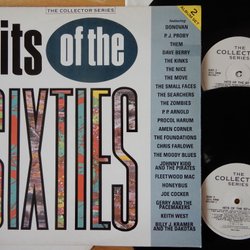 THE COLLECTOR SERIES
its of the
SIXTIES
featuring
DONOVAN
P. J. PROBY
THEM
DAVE BERRY
THE KINKS
THE NICE
THE MOVE
THE SMALL FACES
THE SEARCHERS
THE ZOMBIES
P. P. ARNOLD
PROCOL HARUM
AMEN CORNER
THE FOUNDATIONS
CHRIS FARLOWE
THE MOODY BLUES
JOHNNY KIDD
AND THE PIRATES
FLEETWOOD MAC
HONEYBUS
JOE COCKER
GERRY AND THE
PACEMAKERS
KEITH WEST
BILLY J. KRAMER
AND THE DAKOTAS
THE
COLLECTOR
SERIES
THE
COLLECTOR
SERIES